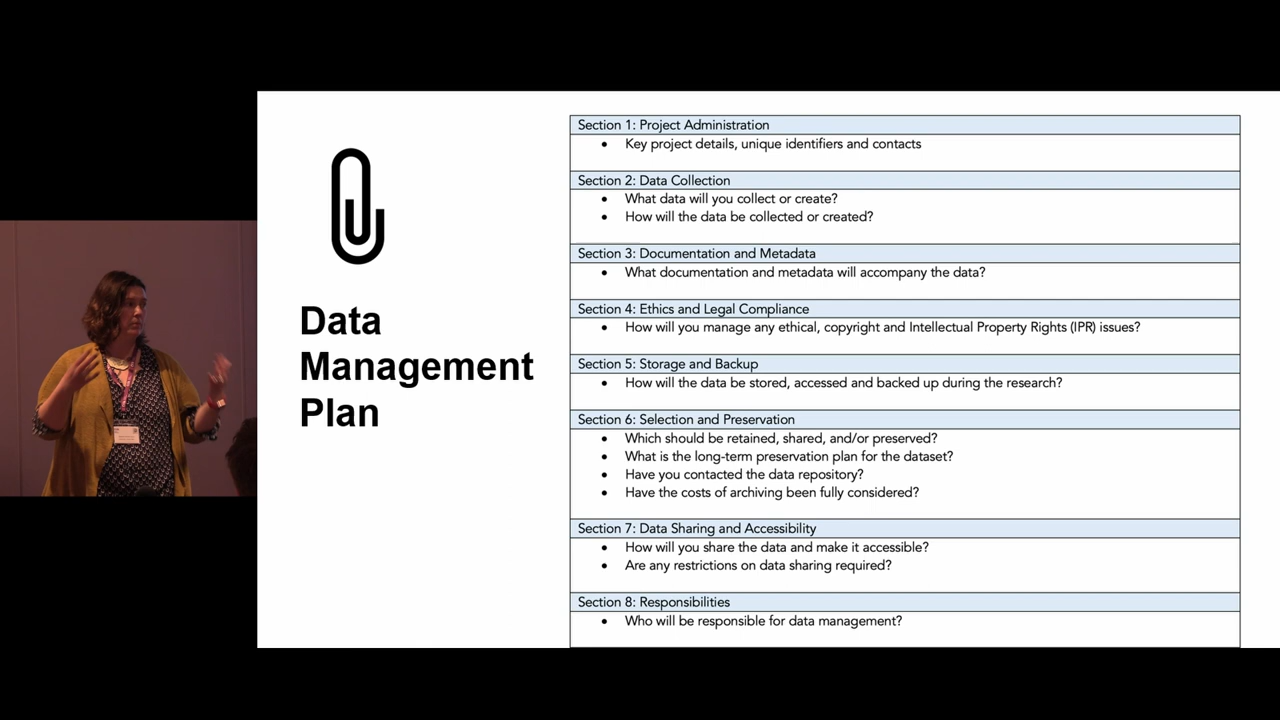 Data
Management
Plan
Section 1: Project Administration
• Key project details, unique identifiers and contacts
Section 2: Data Collection
• What data will you collect or create?
• How will the data be collected or created?
Section 3: Documentation and Metadata
• What documentation and metadata will accompany the data?
Section 4: Ethics and Legal Compliance
• How will you manage any ethical, copyright and Intellectual Property Rights (IPR) issues?
Section 5: Storage and Backup
• How will the data be stored, accessed and backed up during the research?
Section 6: Selection and Preservation
• Which should be retained, shared, and/or preserved?
• What is the long-term preservation plan for the dataset?
• Have you contacted the data repository?
• Have the costs of archiving been fully considered?
Section 7: Data Sharing and Accessibility
• How will you share the data and make it accessible?
• Are any restrictions on data sharing required?
Section 8: Responsibilities
• Who will be responsible for data management?